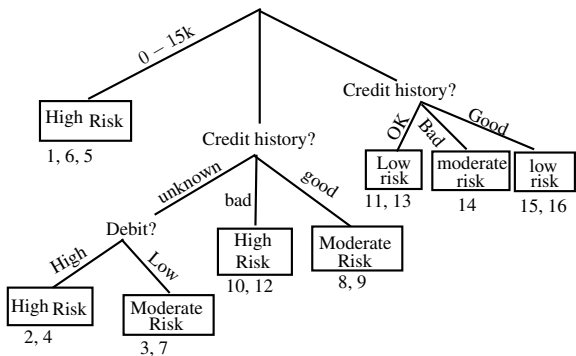 0 – 15k
Credit history?
High Risk
1, 6, 5
OK
Bad
Good
Low
risk
11, 13
moderate
risk
14
low
risk
15, 16
Credit history?
unknown
bad
good
Debit?
High
Risk
10, 12
Moderate
Risk
8, 9
High
Low
High Risk
2, 4
Moderate
Risk
3, 7